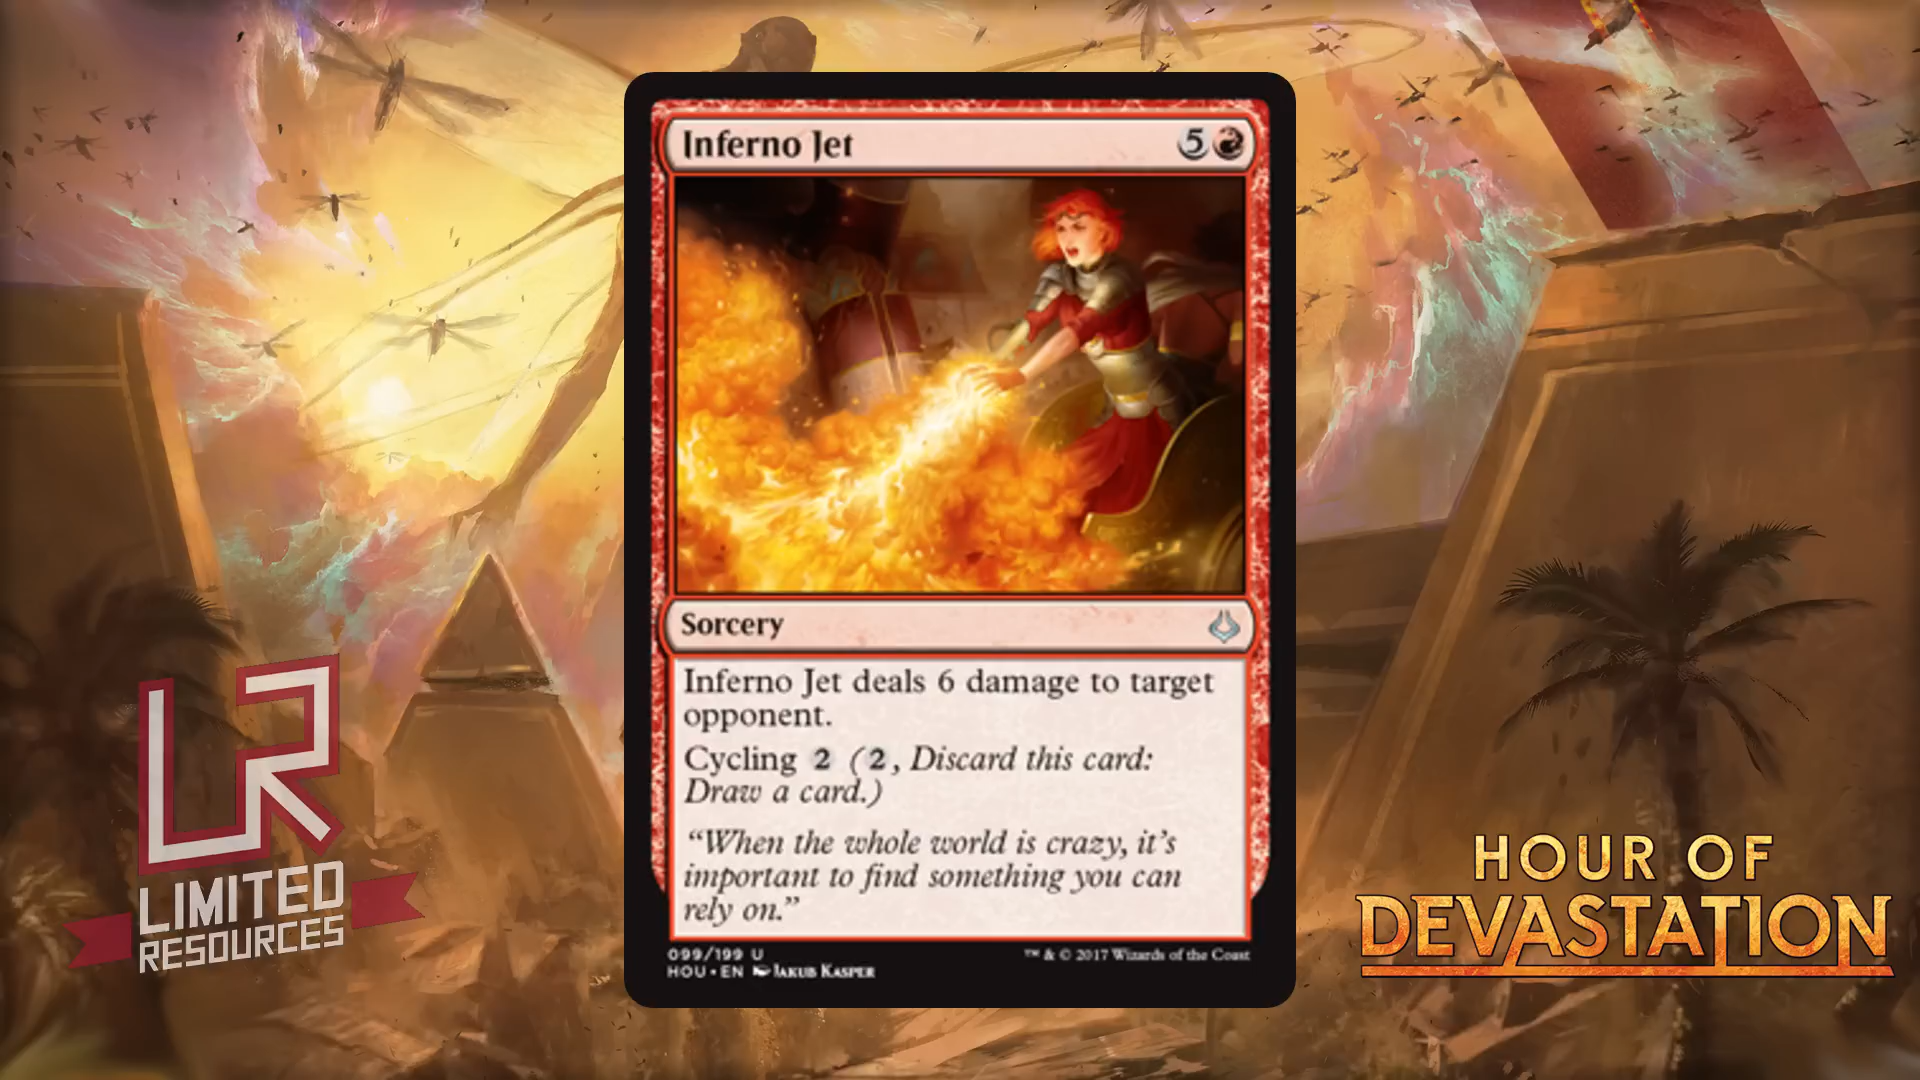 Inferno Jet 5
Sorcery
Inferno Jet deals 6 damage to target
opponent.
Cycling 2 (2, Discard this card:
Draw a card.)
“When the whole world is crazy, it’s
important to find something you can
rely on.”
099/199 U
HOU • EN Jakub Kasper
™ & © 2017 Wizards of the Coast
LR
LIMITED
RESOURCES
HOUR OF
DEVASTATION